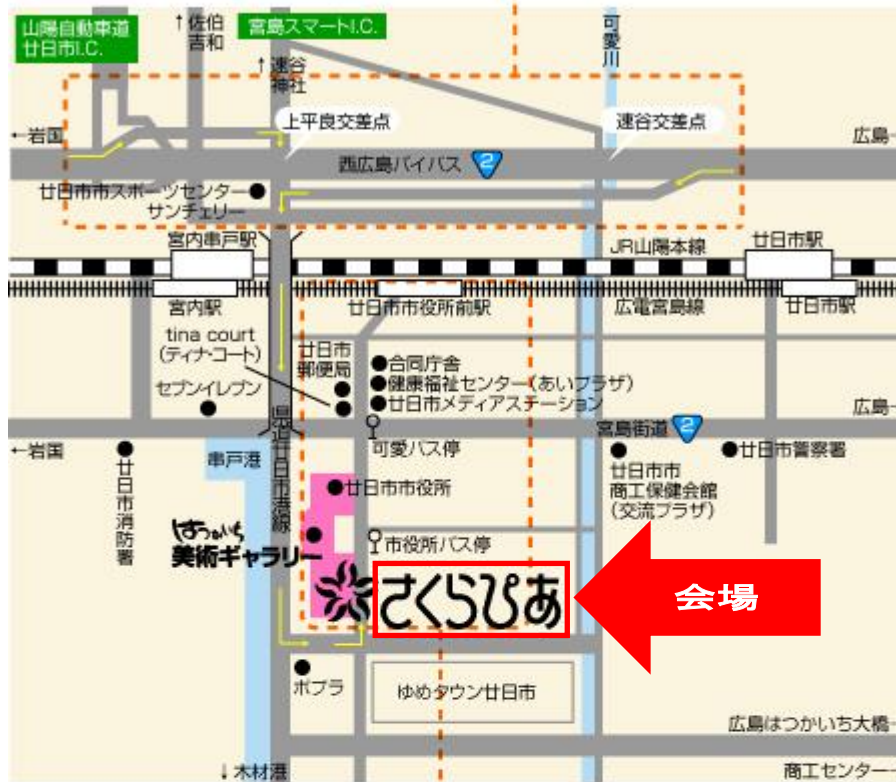 山陽自動車道
廿日市I.C.
↑佐伯
吉和
宮島スマートI.C.
↑速谷
神社
可愛川
上平良交差点
速谷交差点
←岩国
広島→
西広島バイパス
2
廿日市市スポーツセンター
サンチェリー
宮内串戸駅
JR山陽本線
廿日市駅
宮内駅
廿日市市役所前駅
広電宮島線
廿日市駅
tina court
(ティナ・コート)
廿日市
郵便局
合同庁舎
健康福祉センター(あいプラザ)
廿日市メディアステーション
セブンイレブン
広島→
県道廿日市港線
宮島街道
2
←岩国
串戸港
可愛バス停
廿日市市
商工保健会館
(交流プラザ)
廿日市警察署
廿日市消防署
廿日市市役所
はつかいち
美術ギャラリー
市役所バス停
さくらぴあ
会場
ポプラ
ゆめタウン廿日市
広島はつかいち大橋→
↓木材港
商工センター→